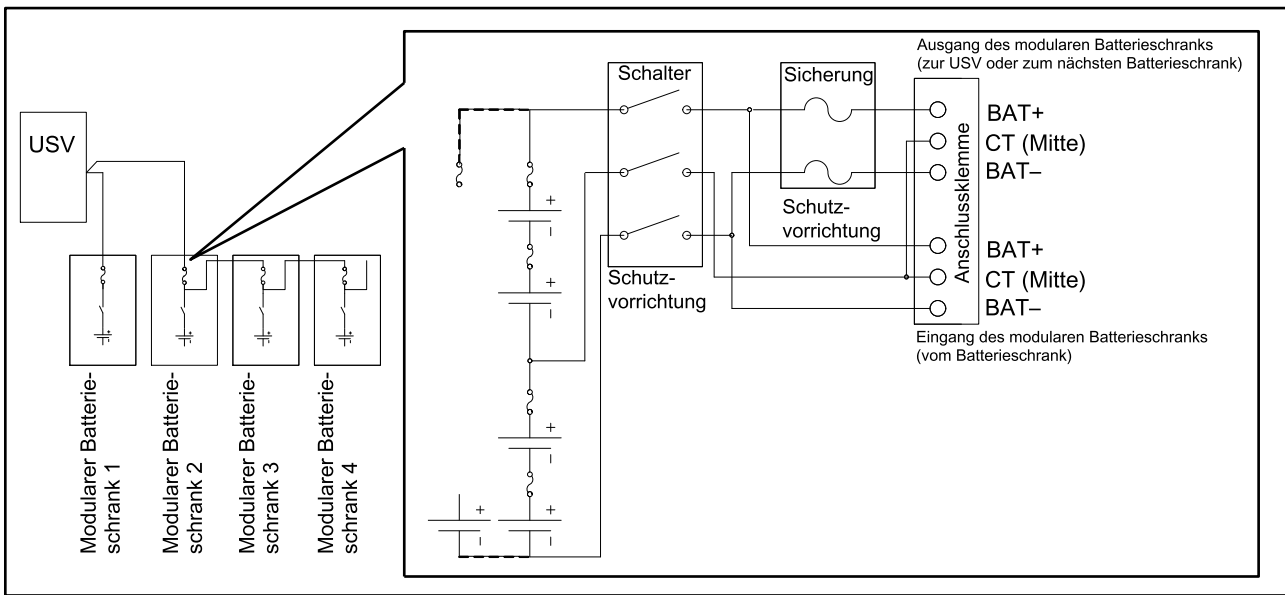 Ausgang des modularen Batterieschranks
(zur USV oder zum nächsten Batterieschrank)
Schalter
Sicherung
USV
BAT+
CT (Mitte)
BAT–
Anschlussklemme
Schutz-
vorrichtung
BAT+
CT (Mitte)
BAT–
Schutz-
vorrichtung
Eingang des modularen Batterieschranks
(vom Batterieschrank)
Modularer Batterie-
schrank 1
Modularer Batterie-
schrank 2
Modularer Batterie-
schrank 3
Modularer Batterie-
schrank 4